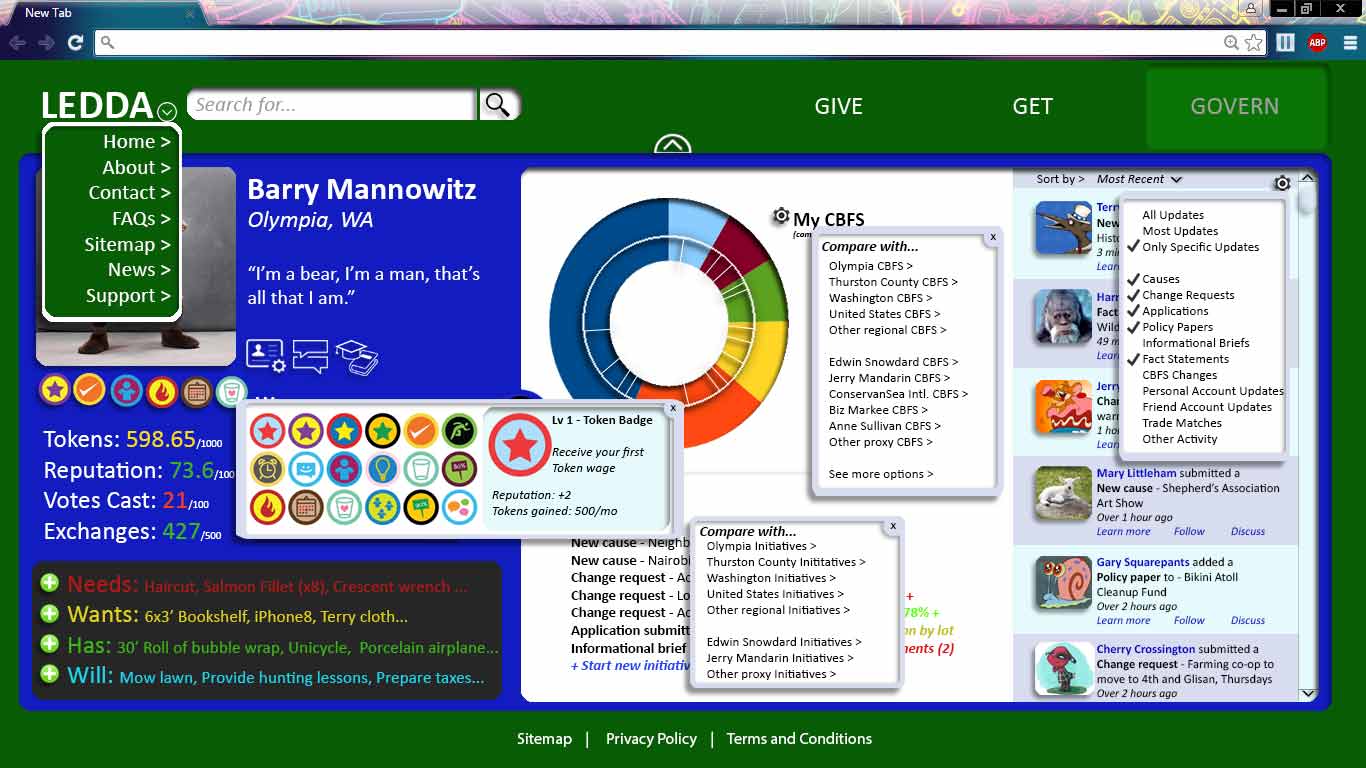 New Tab
ABP
LEDDA
Search for...
GIVE
GET
GOVERN
Home >
About >
Contact >
FAQs >
Sitemap >
News >
Support >
Barry Mannowitz
Olympia, WA
“I’m a bear, I’m a man, that’s
all that I am.”
Tokens: 598.65/1000
Reputation: 73.6/100
Votes Cast: 21/100
Exchanges: 427/500
Needs: Haircut, Salmon Fillet (x8), Crescent wrench ...
Wants: 6x3’ Bookshelf, iPhone8, Terry cloth...
Has: 30’ Roll of bubble wrap, Unicycle, Porcelain airplane...
Will: Mow lawn, Provide hunting lessons, Prepare taxes...
x
Lv 1 - Token Badge
Receive your first
Token wage
Reputation: +2
Tokens gained: 500/mo
My CBFS
x
Compare with...
Olympia CBFS >
Thurston County CBFS >
Washington CBFS >
United States CBFS >
Other regional CBFS >
Edwin Snowdard CBFS >
Jerry Mandarin CBFS >
ConservanSea Intl. CBFS >
Biz Markee CBFS >
Anne Sullivan CBFS >
Other proxy CBFS >
See more options >
New cause - Neighb
New cause - Nairob
Change request - Ac
Change request - Lo
+
Change request - Ac
78% +
Application submitt
on by lot
Informational brief
nents (2)
+ Start new initiativ
x
Compare with...
Olympia Initiatives >
Thurston County Initiatatives >
Washington Initiatives >
United States Initiatives >
Other regional Initiatives >
Edwin Snowdard Initiatives >
Jerry Mandarin Initiatives >
Other proxy Initiatives >
Sort by > Most Recent
Terr
New
Hist
3 mi
Lear
Harr
Fact
Wild
49 m
Lear
Jerry
Chan
warn
1 ho
Lear
All Updates
Most Updates
Only Specific Updates
Causes
Change Requests
Applications
Policy Papers
Informational Briefs
Fact Statements
CBFS Changes
Personal Account Updates
Friend Account Updates
Trade Matches
Other Activity
Mary Littleham submitted a
New cause - Shepherd’s Association
Art Show
Over 1 hour ago
Learn more Follow Discuss
Gary Squarepants added a
Policy paper to - Bikini Atoll
Cleanup Fund
Over 2 hours ago
Learn more Follow Discuss
Cherry Crossington submitted a
Change request - Farming co-op to
move to 4th and Glisan, Thursdays
Over 2 hours ago
Sitemap | Privacy Policy | Terms and Conditions